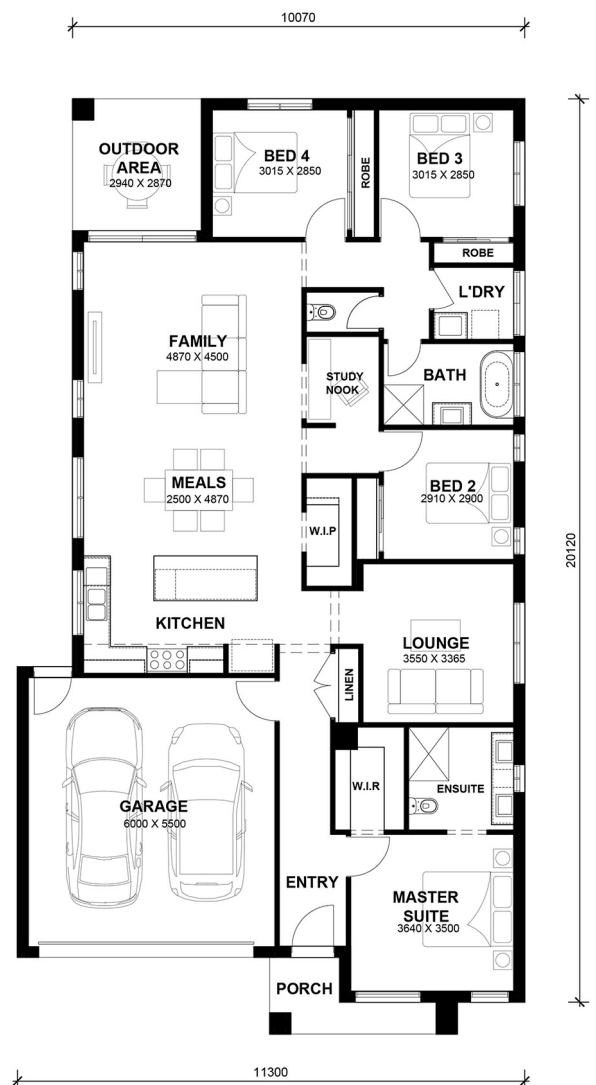 10070
OUTDOOR
AREA
2940 X 2870
BED 4
3015 X 2850
ROBE
BED 3
3015 X 2850
ROBE
L'DRY
FAMILY
4870 X 4500
STUDY
NOOK
BATH
MEALS
2500 X 4870
BED 2
2910 X 2900
W.I.P
20120
KITCHEN
LOUNGE
3550 X 3365
LINEN
GARAGE
6000 X 5500
W.I.R
ENSUITE
ENTRY
MASTER
SUITE
3640 X 3500
PORCH
11300